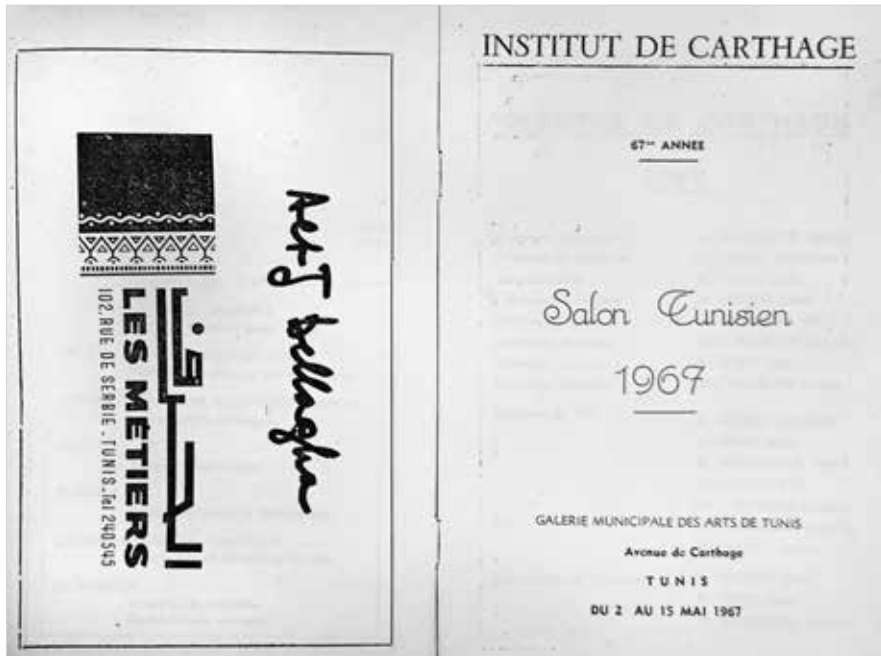 Aet J bellagha
LES MÉTIERS
102, RUE DE SERBIE . TUNIS. Tel 240545
INSTITUT DE CARTHAGE
67me ANNEE
Salon Tunisien
1967
GALERIE MUNICIPALE DES ARTS DE TUNIS
Avenue de Carthage
TUNIS
DU 2 AU 15 MAI 1967